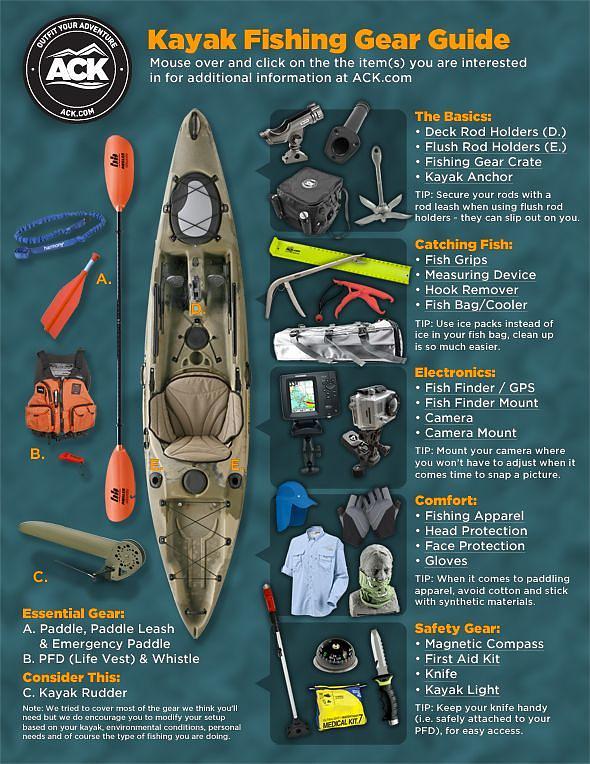 OUTFIT YOUR ADVENTURE
ACK
ACK.COM
Kayak Fishing Gear Guide
Mouse over and click on the the item(s) you are interested
in for additional information at ACK.com
harmony
A.
B.
C.
D.
E.
E.
The Basics:
• Deck Rod Holders (D.)
• Flush Rod Holders (E.)
• Fishing Gear Crate
• Kayak Anchor
TIP: Secure your rods with a
rod leash when using flush rod
holders - they can slip out on you.
Catching Fish:
• Fish Grips
• Measuring Device
• Hook Remover
• Fish Bag/Cooler
TIP: Use ice packs instead of
ice in your fish bag, clean up
is so much easier.
Electronics:
• Fish Finder / GPS
• Fish Finder Mount
• Camera
• Camera Mount
TIP: Mount your camera where
you won't have to adjust when it
comes time to snap a picture.
Comfort:
• Fishing Apparel
• Head Protection
• Face Protection
• Gloves
TIP: When it comes to paddling
apparel, avoid cotton and stick
with synthetic materials.
Safety Gear:
• Magnetic Compass
• First Aid Kit
• Knife
• Kayak Light
TIP: Keep your knife handy
(i.e. safely attached to your
PFD), for easy access.
MEDICAL KIT.7
Essential Gear:
A. Paddle, Paddle Leash
& Emergency Paddle
B. PFD (Life Vest) & Whistle
Consider This:
C. Kayak Rudder
Note: We tried to cover most of the gear we think you'll
need but we do encourage you to modify your setup
based on your kayak, environmental conditions, personal
needs and of course the type of fishing you are doing.